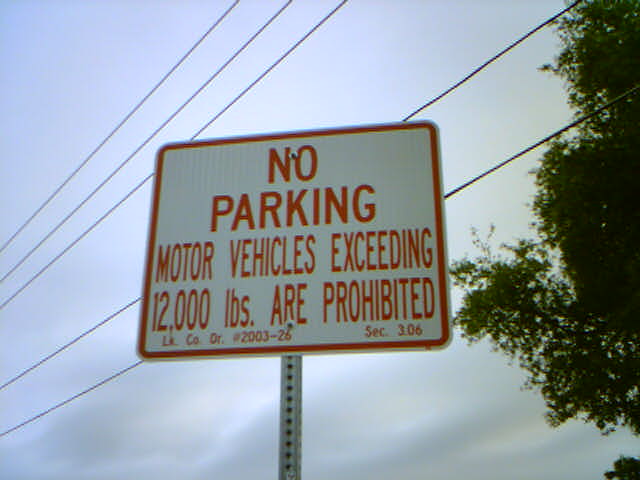 NO
PARKING
MOTOR VEHICLES EXCEEDING
12,000 lbs. ARE PROHIBITED
Lk. Co. Or. #2003-26 Sec. 3.06